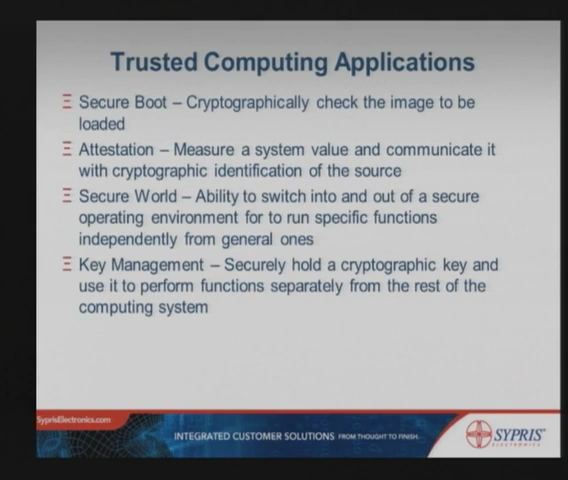 Trusted Computing Applications
Secure Boot – Cryptographically check the image to be
loaded
Attestation – Measure a system value and communicate it
with cryptographic identification of the source
Secure World – Ability to switch into and out of a secure
operating environment for to run specific functions
independently from general ones
Key Management – Securely hold a cryptographic key and
use it to perform functions separately from the rest of the
computing system
SyprisElectronics.com
INTEGRATED CUSTOMER SOLUTIONS FROM THOUGHT TO FINISH.
SYPRIS
ELECTRONICS